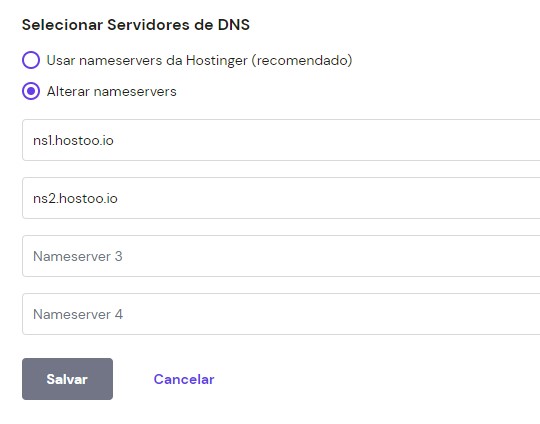 Selecionar Servidores de DNS
Usar nameservers da Hostinger (recomendado)
Alterar nameservers
ns1.hostoo.io
ns2.hostoo.io
Nameserver 3
Nameserver 4
Salvar Cancelar